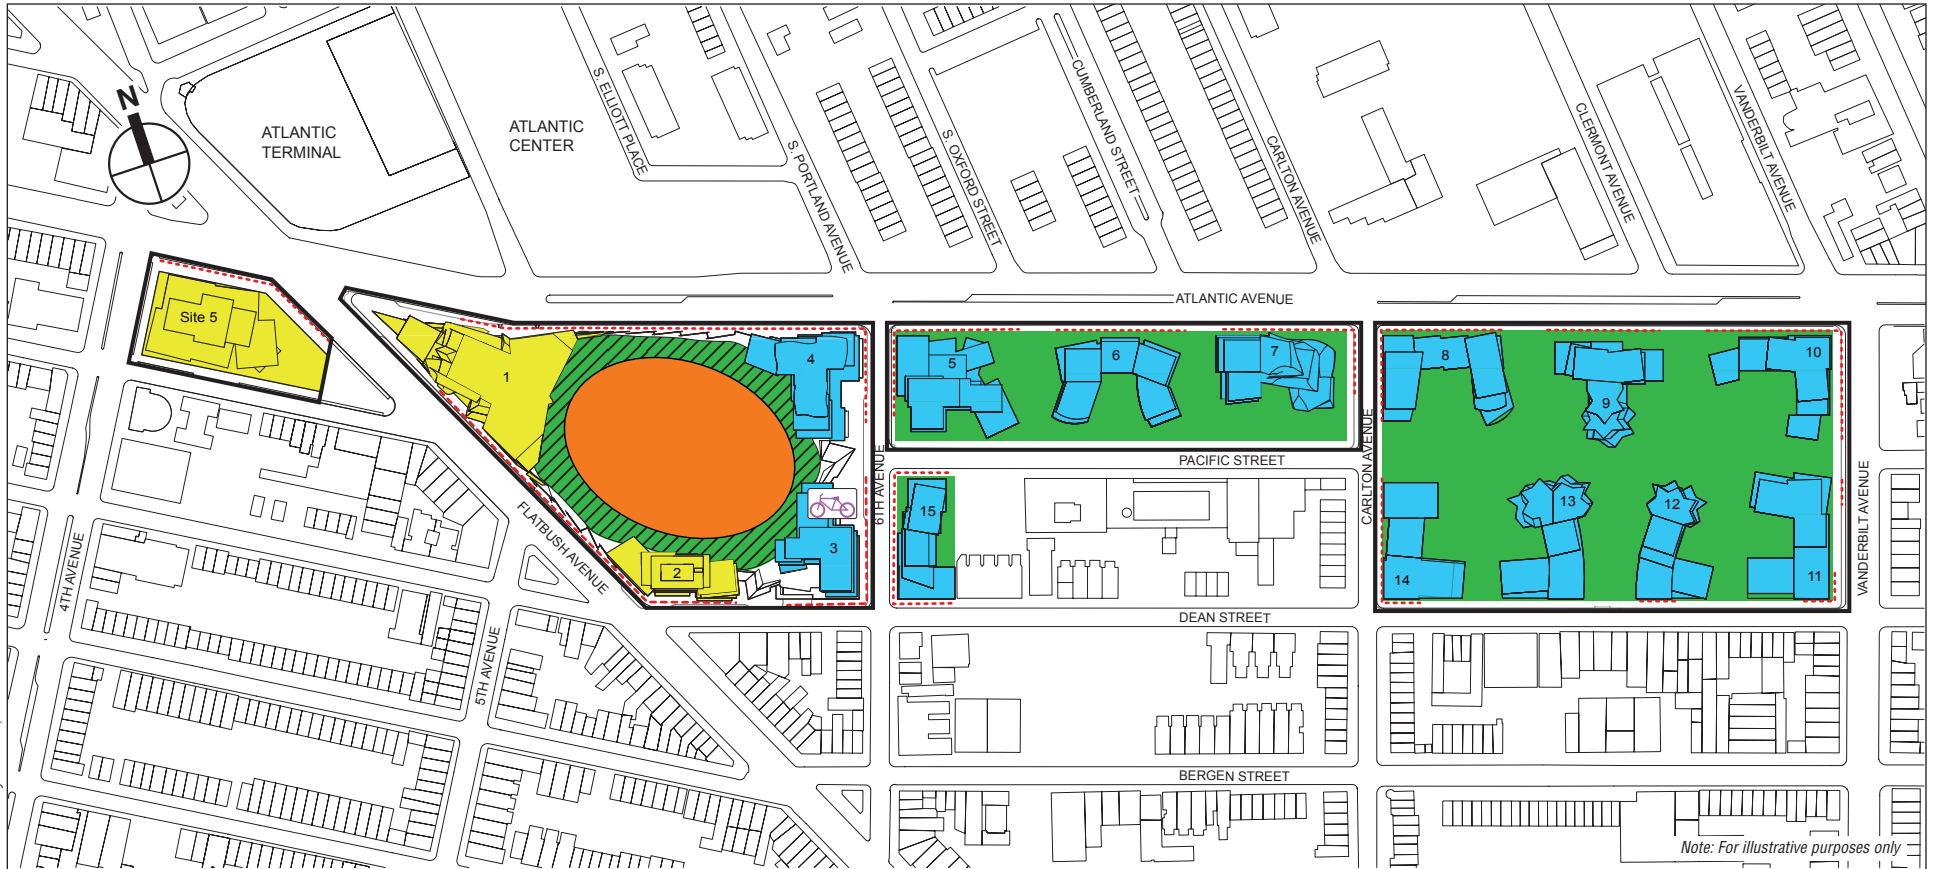 N
ATLANTIC
TERMINAL
ATLANTIC
CENTER
S. ELLIOTT PLACE
S. PORTLAND AVENUE
S. OXFORD STREET
CUMBERLAND STREET
CARLTON AVENUE
CLERMONT AVENUE
VANDERBILT AVENUE
ATLANTIC AVENUE
Site 5
1
4
5
6
7
8
9
10
2
3
15
14
13
12
11
6TH AVENUE
PACIFIC STREET
CARLTON AVENUE
VANDERBILT AVENUE
FLATBUSH AVENUE
4TH AVENUE
5TH AVENUE
DEAN STREET
BERGEN STREET
Note: For illustrative purposes only